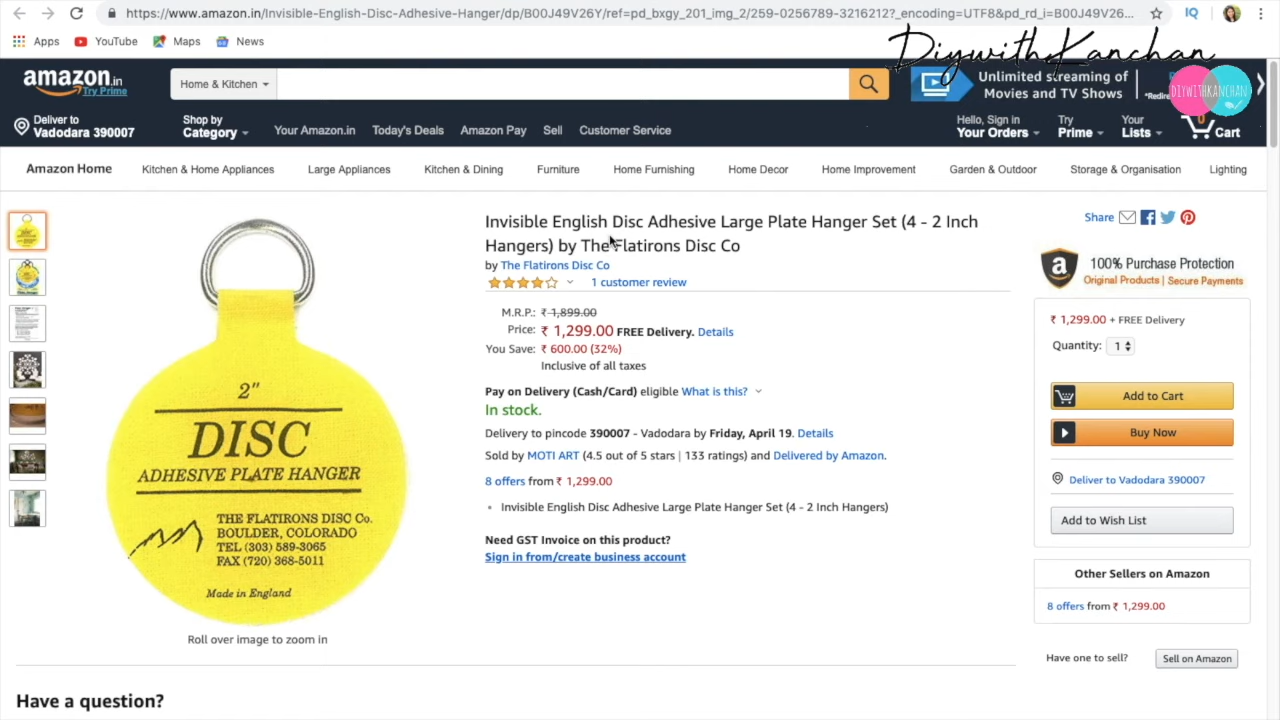 https://www.amazon.in/Invisible-English-Disc-Adhesive-Hanger/dp/B00J49V26Y/ref=pd_bxgy_201_img_2/259-0256789-3216212?_encoding=UTF8&pd_rd_i=B00J49V26...
IQ
Apps YouTube Maps News
DiywithKanchan
amazon.in
Try Prime
Home & Kitchen
Unlimited streaming of
Movies and TV Shows
*Redire
DIYWITHKANCHAN
Deliver to
Vadodara 390007
Shop by
Category
Your Amazon.in Today's Deals Amazon Pay Sell Customer Service
Hello, Sign in
Your Orders
Try
Prime
Your
Lists
0
Cart
Amazon Home Kitchen & Home Appliances Large Appliances Kitchen & Dining Furniture Home Furnishing Home Decor Home Improvement Garden & Outdoor Storage & Organisation Lighting
2"
DISC
ADHESIVE PLATE HANGER
THE FLATIRONS DISC Co.
BOULDER, COLORADO
TEL (303) 589-3065
FAX (720) 368-5011
Made in England
Roll over image to zoom in
Invisible English Disc Adhesive Large Plate Hanger Set (4 - 2 Inch
Hangers) by The Flatirons Disc Co
by The Flatirons Disc Co
1 customer review
M.R.P.: ₹ 1,899.00
Price: ₹ 1,299.00 FREE Delivery. Details
You Save: ₹ 600.00 (32%)
Inclusive of all taxes
Pay on Delivery (Cash/Card) eligible What is this?
In stock.
Delivery to pincode 390007 - Vadodara by Friday, April 19. Details
Sold by MOTI ART (4.5 out of 5 stars | 133 ratings) and Delivered by Amazon.
8 offers from ₹ 1,299.00
• Invisible English Disc Adhesive Large Plate Hanger Set (4 - 2 Inch Hangers)
Need GST Invoice on this product?
Sign in from/create business account
Share
a
100% Purchase Protection
Original Products | Secure Payments
₹ 1,299.00 + FREE Delivery
Quantity: 1
Add to Cart
Buy Now
Deliver to Vadodara 390007
Add to Wish List
Other Sellers on Amazon
8 offers from ₹ 1,299.00
Have one to sell? Sell on Amazon
Have a question?